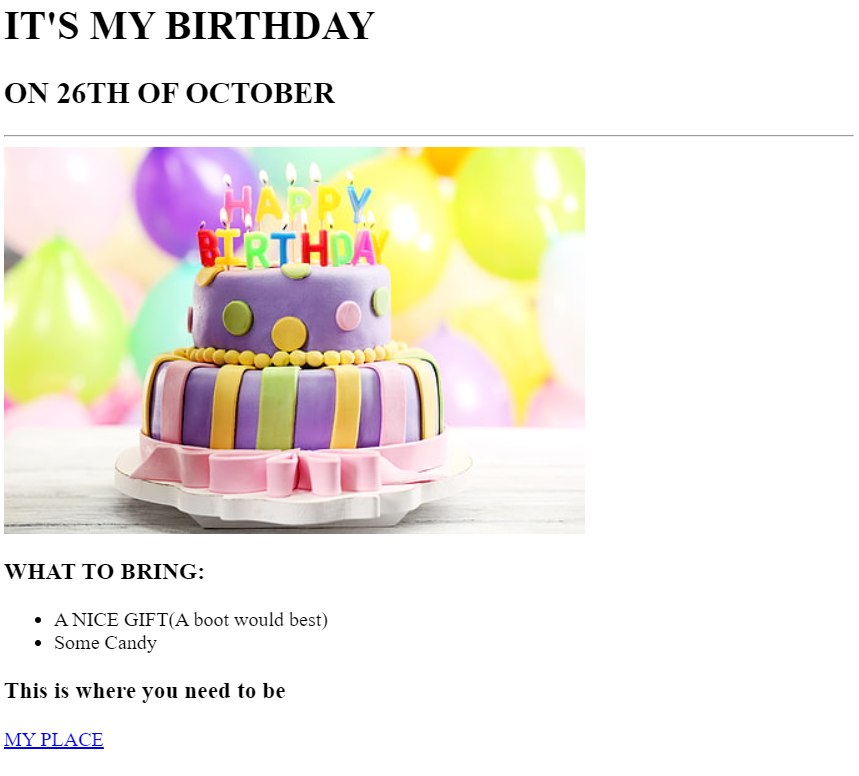 IT'S MY BIRTHDAY
ON 26TH OF OCTOBER
HAPPY
BIRTHDAY
WHAT TO BRING:
A NICE GIFT(A boot would best)
Some Candy
This is where you need to be
MY PLACE